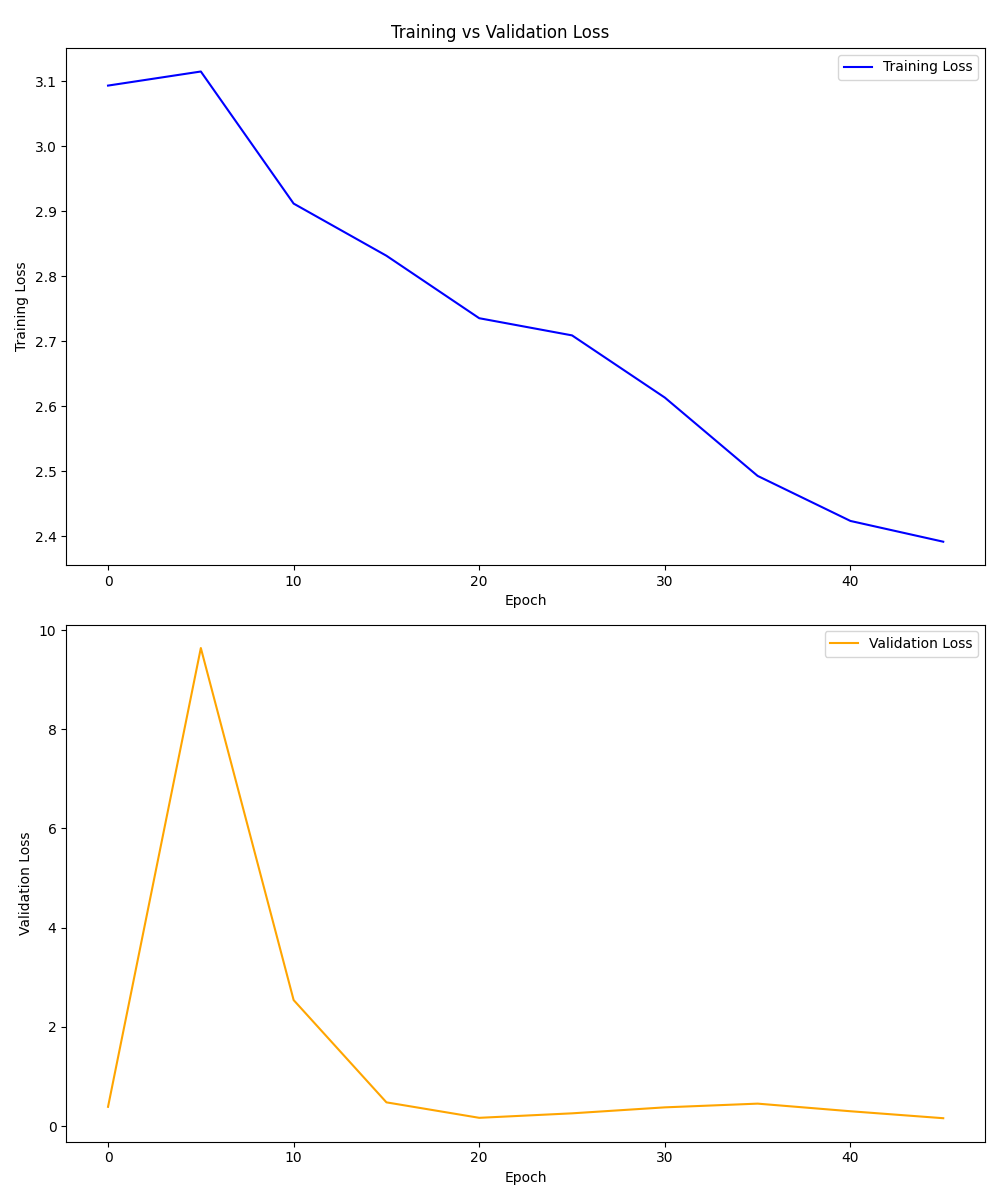 Training vs Validation Loss
Training Loss
3.1
3.0
2.9
2.8
2.7
2.6
2.5
2.4
Training Loss
0 10 20 30 40
Epoch
Validation Loss
10
8
6
4
2
0
Validation Loss
0 10 20 30 40
Epoch